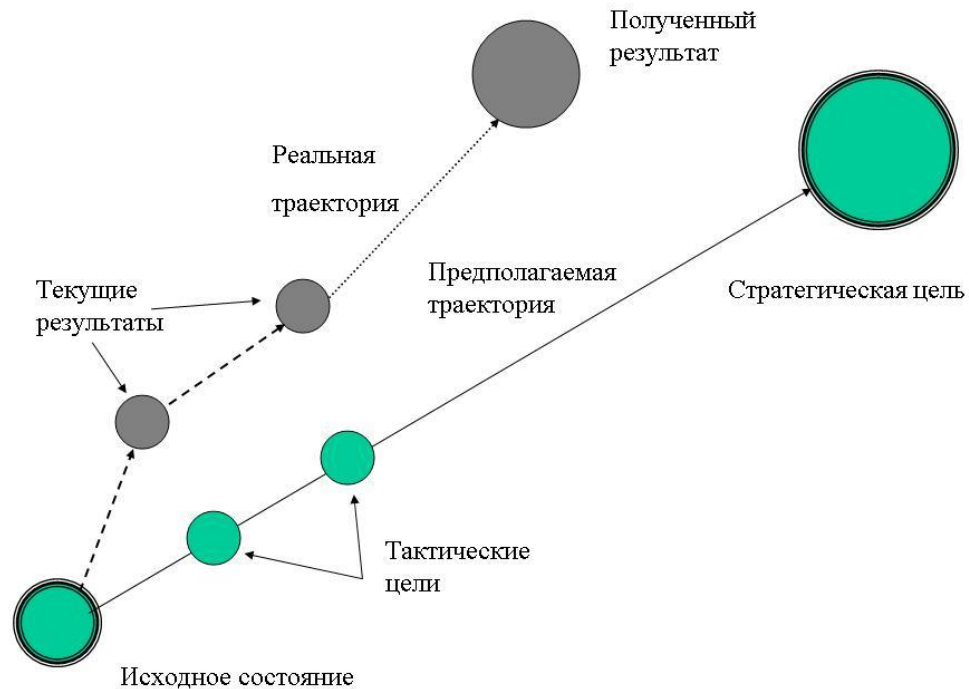 Полученный
результат
Реальная
траектория
Предполагаемая
траектория
Текущие
результаты
Стратегическая цель
Тактические
цели
Исходное состояние